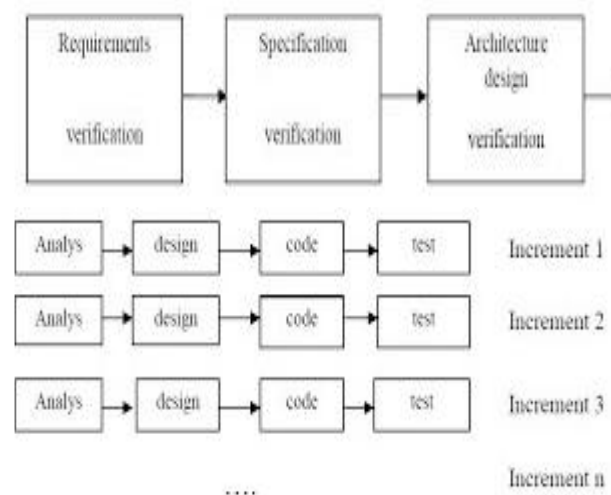 Requirements
verification
Specification
verification
Architecture
design
verification
Analys
design
code
test
Increment 1
Analys
design
code
test
Increment 2
Analys
design
code
test
Increment 3
....
Increment n